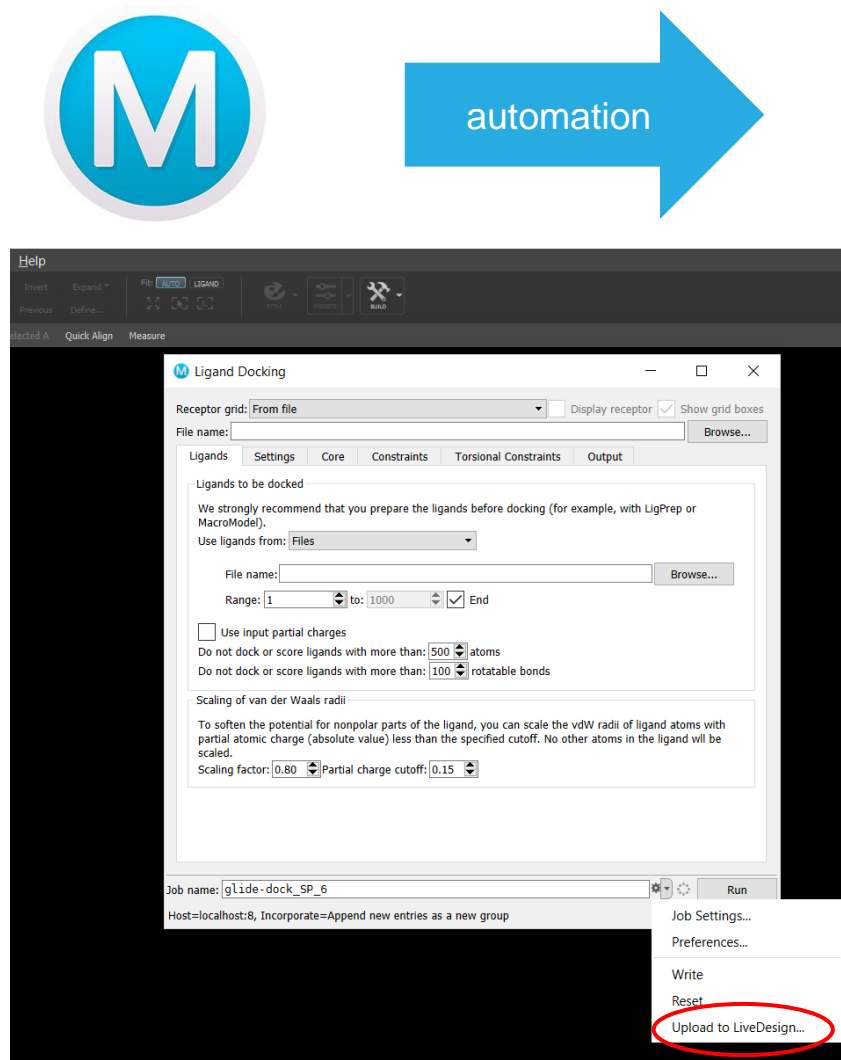 M
automation
Help
Invert Expand Fit: AUTO LIGAND
Previous Define... STYLE PRESETS BUILD
elected A Quick Align Measure
M Ligand Docking
Receptor grid: From file Display receptor Show grid boxes
File name: Browse...
Ligands Settings Core Constraints Torsional Constraints Output
Ligands to be docked
We strongly recommend that you prepare the ligands before docking (for example, with LigPrep or
MacroModel).
Use ligands from: Files
File name: Browse...
Range: 1 to: 1000 End
Use input partial charges
Do not dock or score ligands with more than: 500 atoms
Do not dock or score ligands with more than: 100 rotatable bonds
Scaling of van der Waals radii
To soften the potential for nonpolar parts of the ligand, you can scale the vdW radii of ligand atoms with
partial atomic charge (absolute value) less than the specified cutoff. No other atoms in the ligand wll be
scaled.
Scaling factor: 0.80 Partial charge cutoff: 0.15
Job name: glide-dock_SP_6 Run
Host=localhost:8, Incorporate=Append new entries as a new group
Job Settings...
Preferences...
Write
Reset
Upload to LiveDesign...